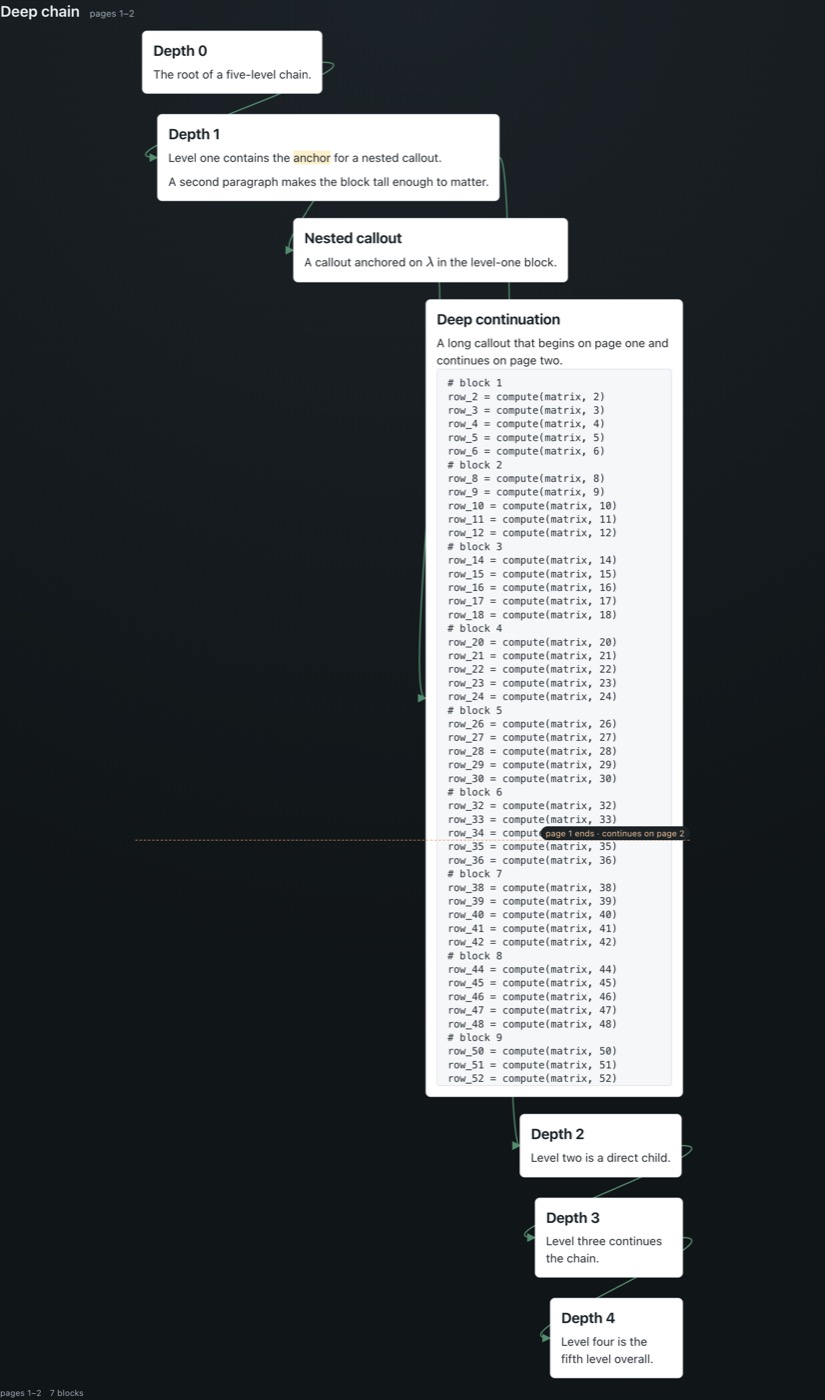 Deep chain pages 1–2
Depth 0
The root of a five-level chain.
Depth 1
Level one contains the anchor for a nested callout.
A second paragraph makes the block tall enough to matter.
Nested callout
A callout anchored on λ in the level-one block.
Deep continuation
A long callout that begins on page one and
continues on page two.
# block 1
row_2 = compute(matrix, 2)
row_3 = compute(matrix, 3)
row_4 = compute(matrix, 4)
row_5 = compute(matrix, 5)
row_6 = compute(matrix, 6)
# block 2
row_8 = compute(matrix, 8)
row_9 = compute(matrix, 9)
row_10 = compute(matrix, 10)
row_11 = compute(matrix, 11)
row_12 = compute(matrix, 12)
# block 3
row_14 = compute(matrix, 14)
row_15 = compute(matrix, 15)
row_16 = compute(matrix, 16)
row_17 = compute(matrix, 17)
row_18 = compute(matrix, 18)
# block 4
row_20 = compute(matrix, 20)
row_21 = compute(matrix, 21)
row_22 = compute(matrix, 22)
row_23 = compute(matrix, 23)
row_24 = compute(matrix, 24)
# block 5
row_26 = compute(matrix, 26)
row_27 = compute(matrix, 27)
row_28 = compute(matrix, 28)
row_29 = compute(matrix, 29)
row_30 = compute(matrix, 30)
# block 6
row_32 = compute(matrix, 32)
row_33 = compute(matrix, 33)
row_34 = comput page 1 ends · continues on page 2
row_35 = compute(matrix, 35)
row_36 = compute(matrix, 36)
# block 7
row_38 = compute(matrix, 38)
row_39 = compute(matrix, 39)
row_40 = compute(matrix, 40)
row_41 = compute(matrix, 41)
row_42 = compute(matrix, 42)
# block 8
row_44 = compute(matrix, 44)
row_45 = compute(matrix, 45)
row_46 = compute(matrix, 46)
row_47 = compute(matrix, 47)
row_48 = compute(matrix, 48)
# block 9
row_50 = compute(matrix, 50)
row_51 = compute(matrix, 51)
row_52 = compute(matrix, 52)
Depth 2
Level two is a direct child.
Depth 3
Level three continues
the chain.
Depth 4
Level four is the
fifth level overall.
pages 1–2 7 blocks